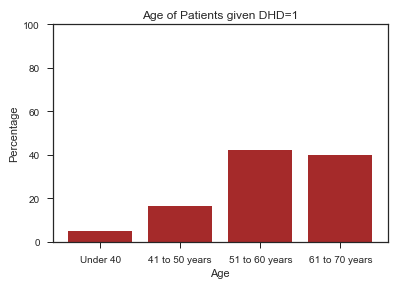 Age of Patients given DHD=1
100
80
60
40
20
0
Percentage
Under 40
41 to 50 years
51 to 60 years
61 to 70 years
Age